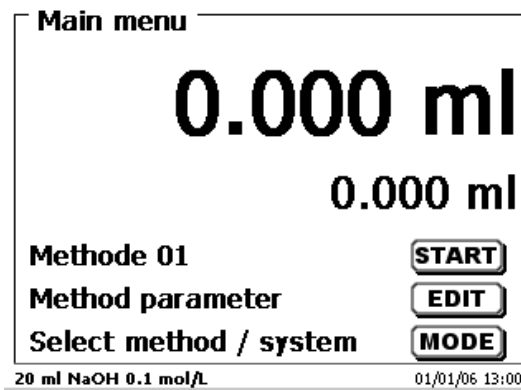 Main menu
0.000 ml
0.000 ml
Methode 01 START
Method parameter EDIT
Select method / system MODE
20 ml NaOH 0.1 mol/L 01/01/06 13:00